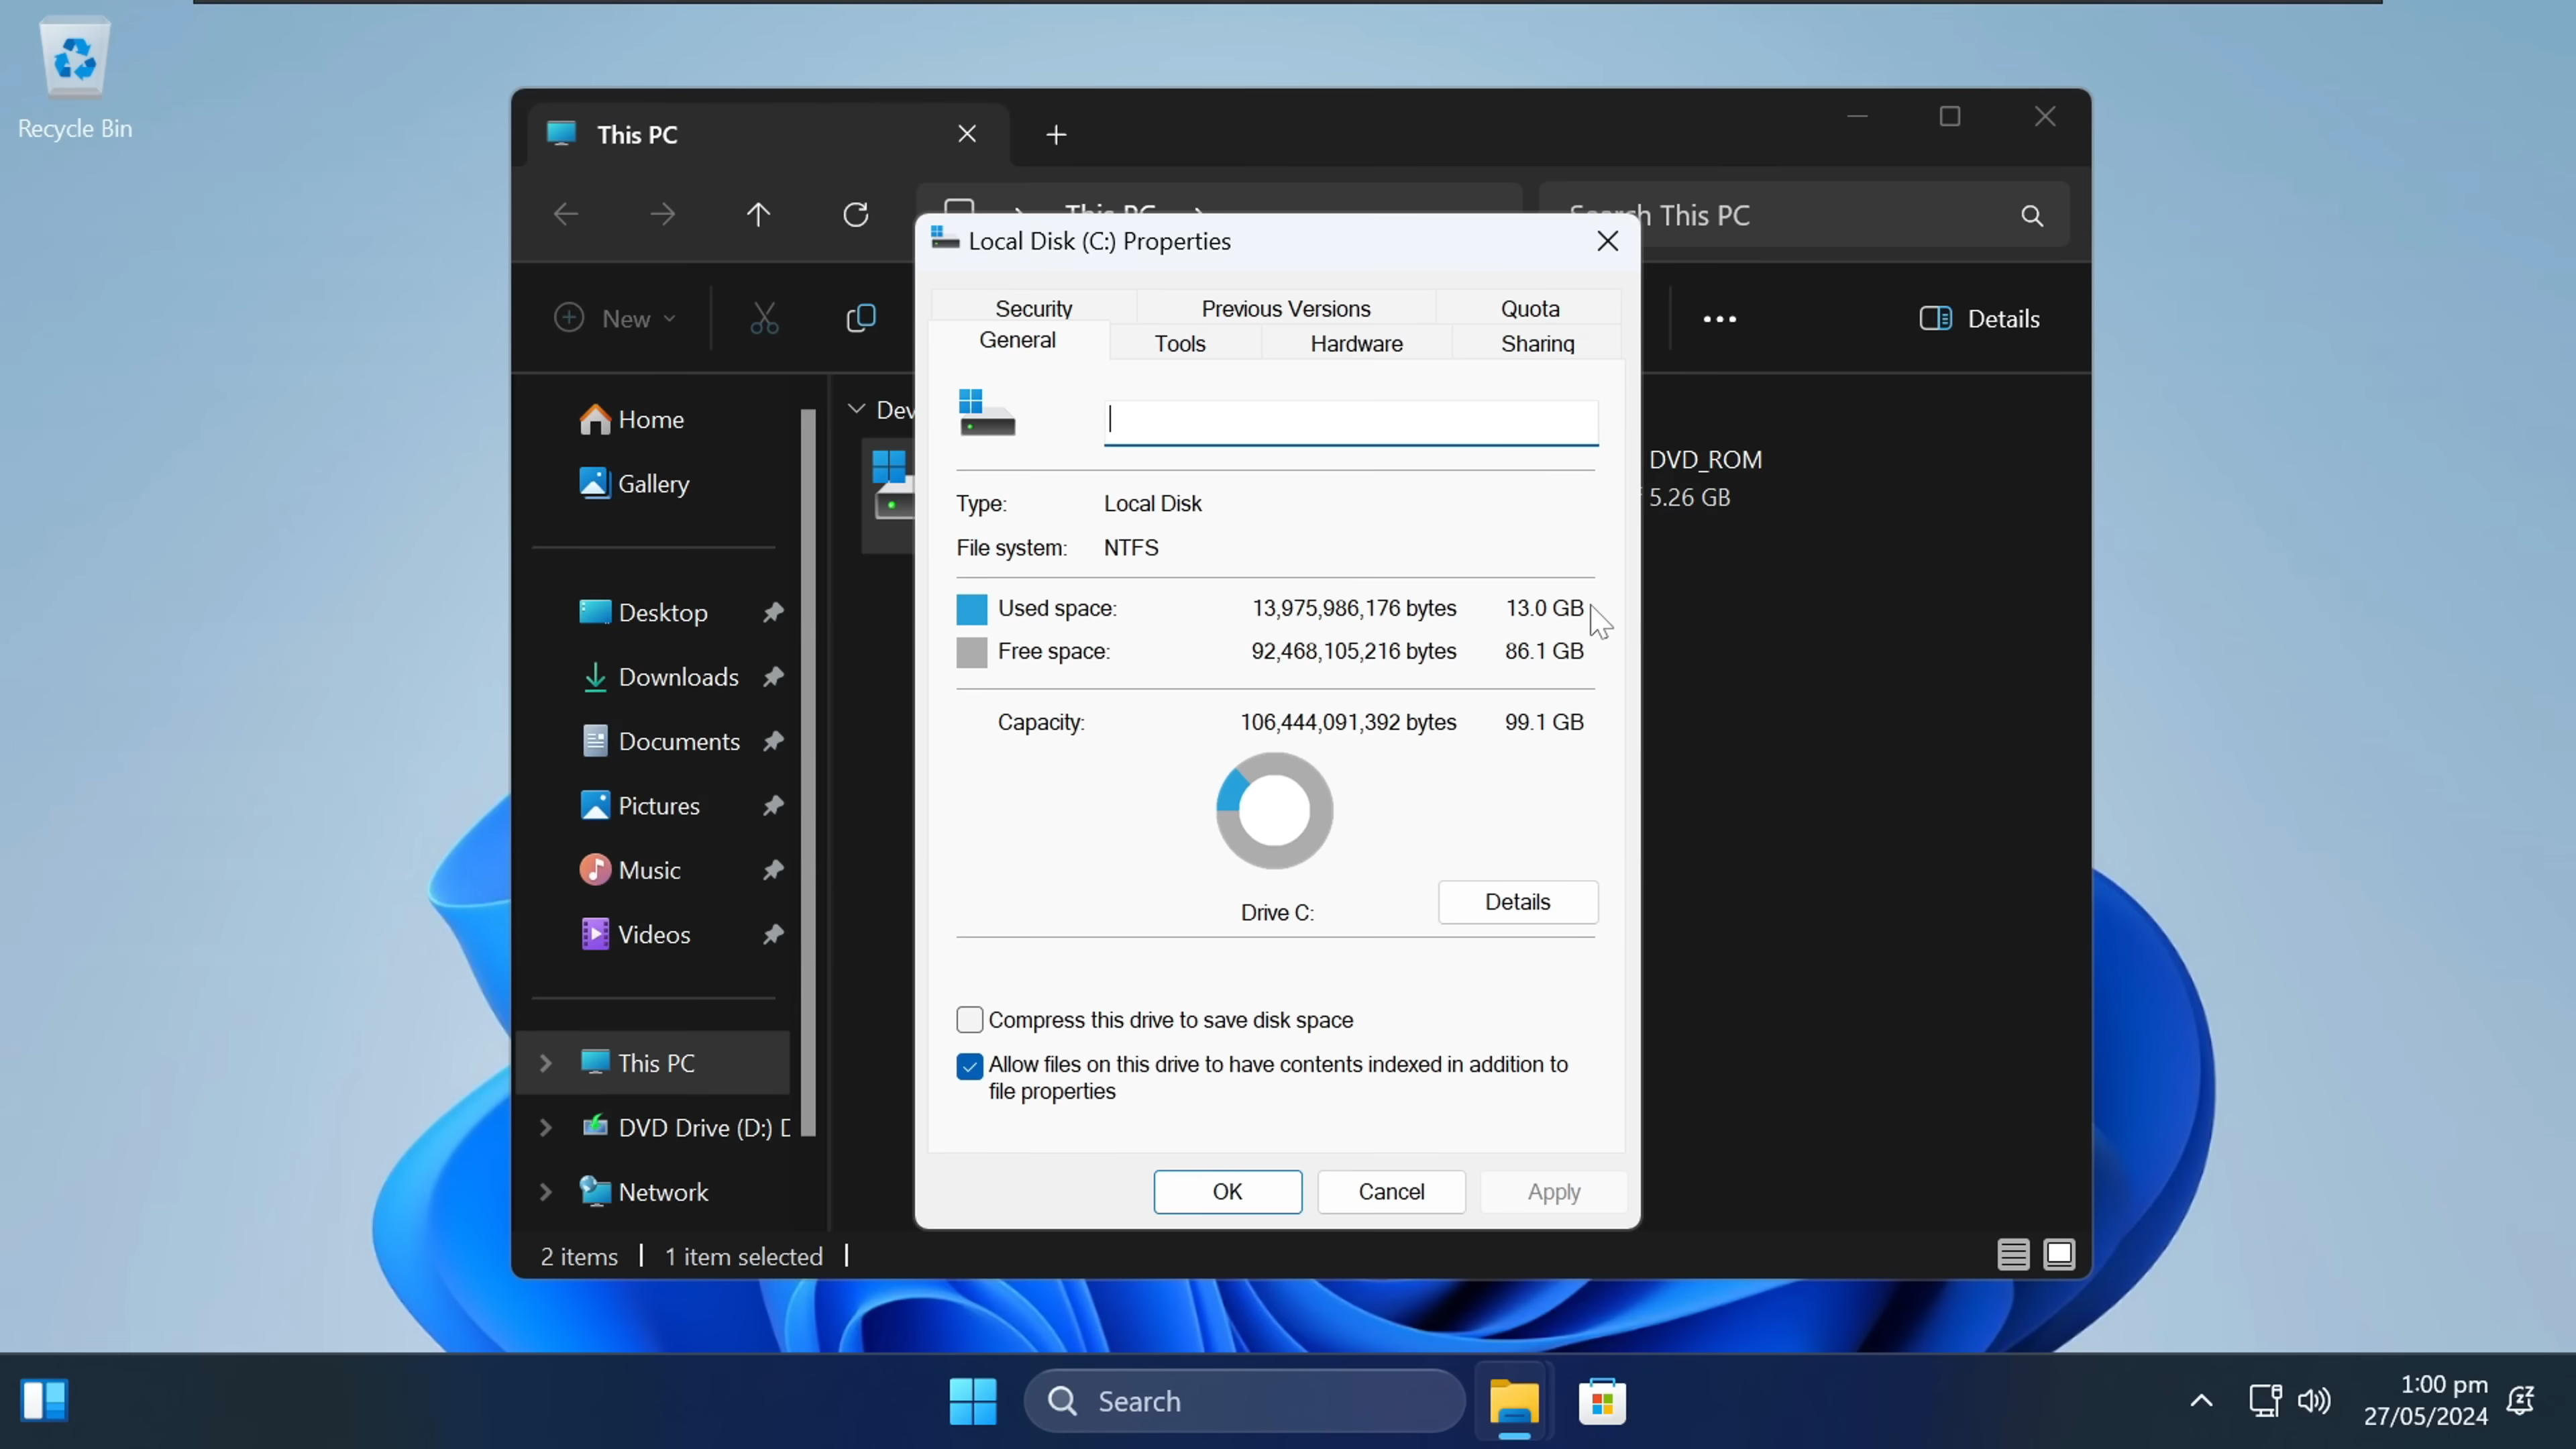 Recycle Bin
This PC
This PC
Search This PC
Local Disk (C:) Properties
New
Details
Security Previous Versions Quota
General Tools Hardware Sharing
Home
Gallery
Desktop
Downloads
Documents
Pictures
Music
Videos
This PC
DVD Drive (D:) D
Network
Dev
DVD_ROM
5.26 GB
Type: Local Disk
File system: NTFS
Used space: 13,975,986,176 bytes 13.0 GB
Free space: 92,468,105,216 bytes 86.1 GB
Capacity: 106,444,091,392 bytes 99.1 GB
Drive C:
Details
Compress this drive to save disk space
Allow files on this drive to have contents indexed in addition to
file properties
OK Cancel Apply
2 items 1 item selected
Search
1:00 pm
27/05/2024